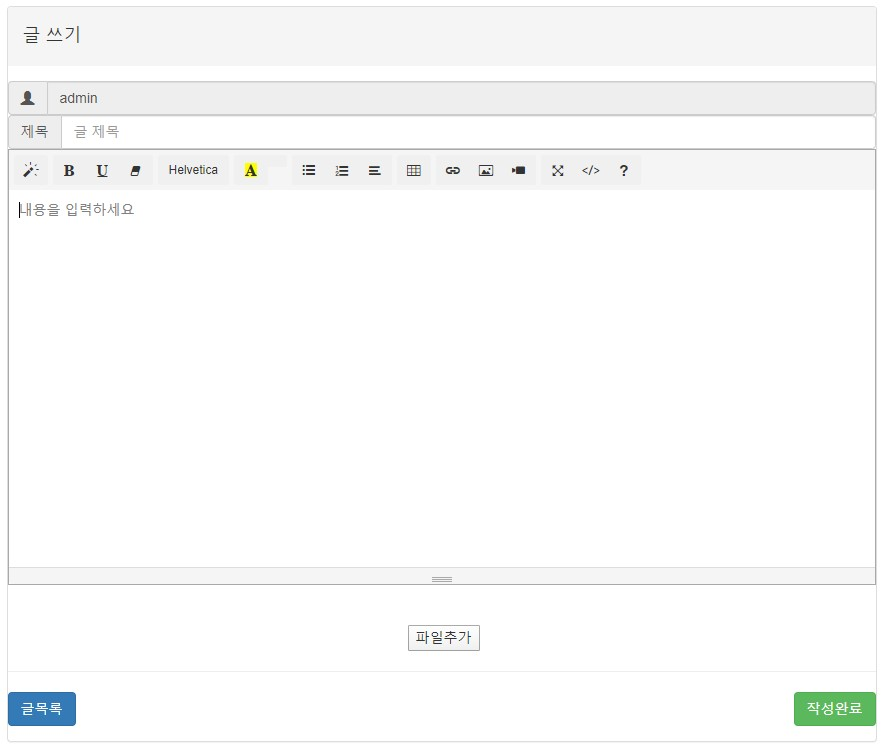 글 쓰기
admin
제목 글 제목
B U Helvetica A </> ?
내용을 입력하세요
파일추가
글목록 작성완료